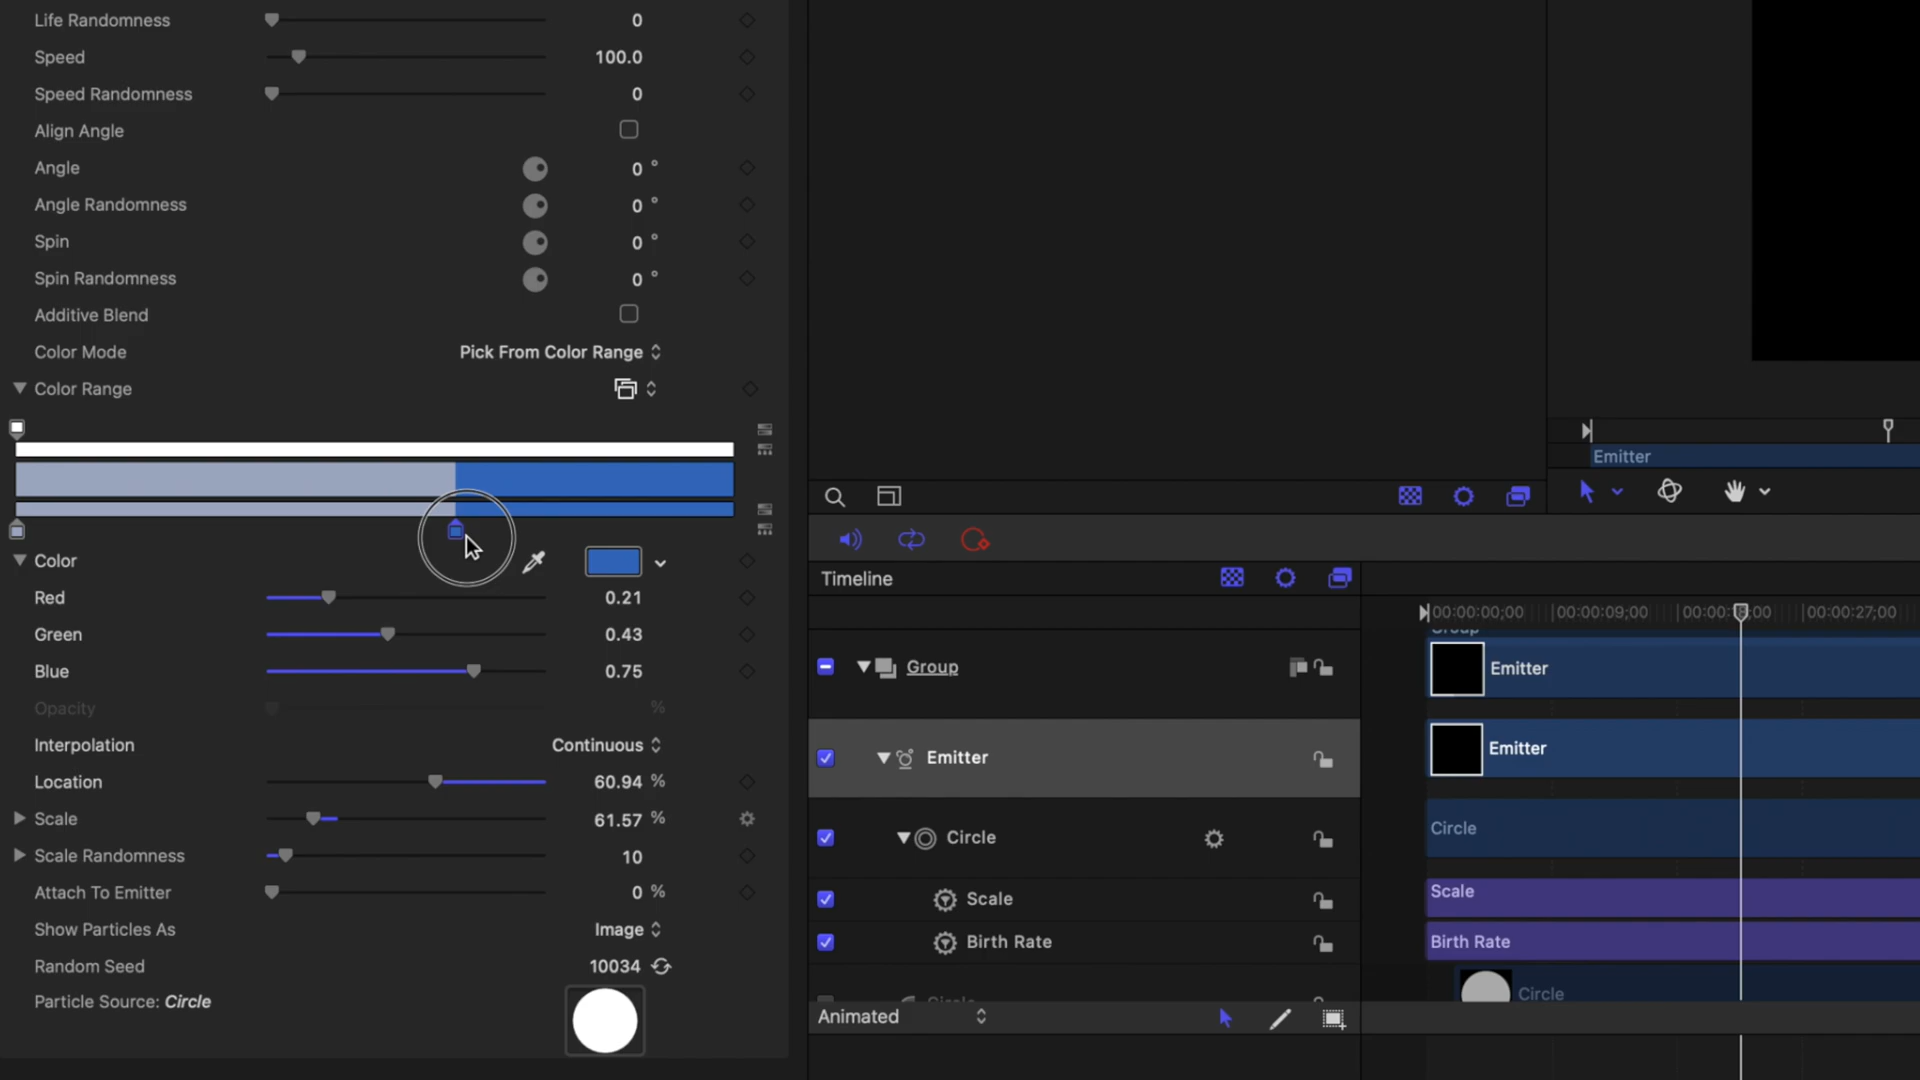 Life Randomness 0
Speed 100.0
Speed Randomness 0
Align Angle
Angle 0 °
Angle Randomness 0 °
Spin 0 °
Spin Randomness 0 °
Additive Blend
Color Mode Pick From Color Range
Color Range
Color
Red 0.21
Green 0.43
Blue 0.75
Opacity %
Interpolation Continuous
Location 60.94 %
Scale 61.57 %
Scale Randomness 10
Attach To Emitter 0 %
Show Particles As Image
Random Seed 10034
Particle Source: Circle
Emitter
Timeline
00:00:00;00 00:00:09;00 00:00:27;00
Group
Group
Emitter
Emitter
Emitter
Circle
Circle
Scale
Scale
Birth Rate
Birth Rate
Circle
Circle
Animated